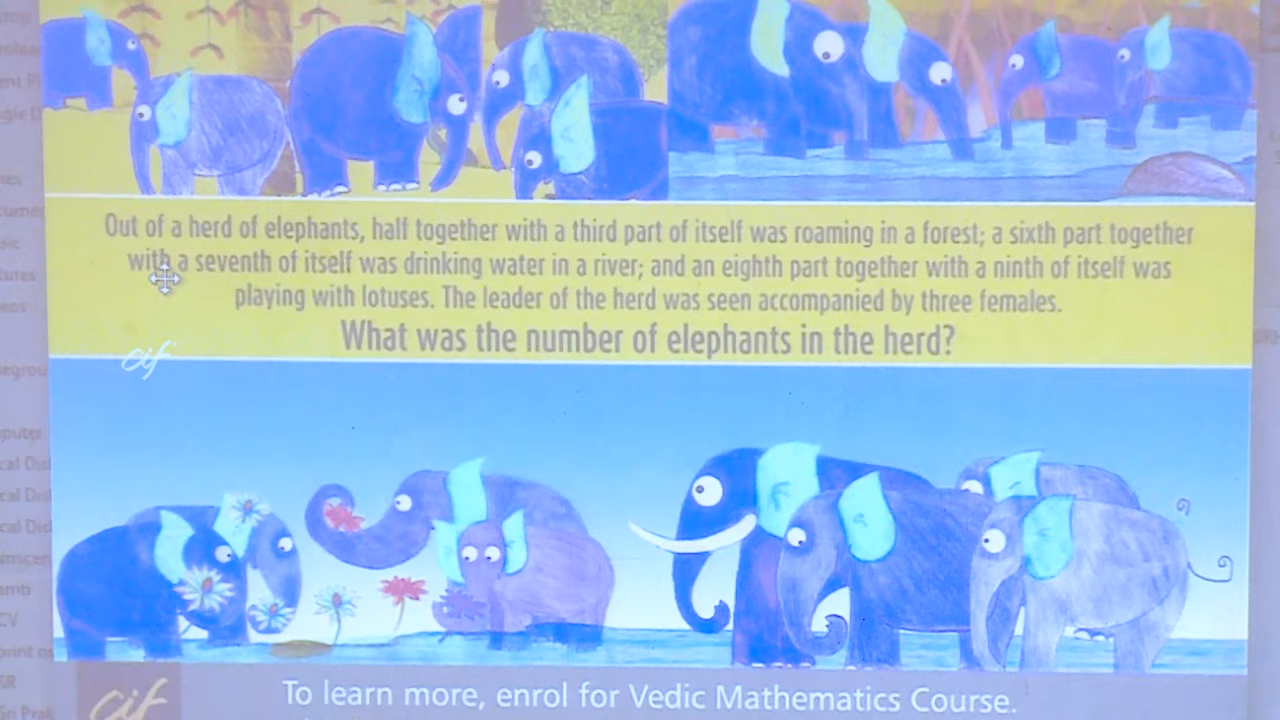 Out of a herd of elephants, half together with a third part of itself was roaming in a forest; a sixth part together
with a seventh of itself was drinking water in a river; and an eighth part together with a ninth of itself was
playing with lotuses. The leader of the herd was seen accompanied by three females.
What was the number of elephants in the herd?
cif
cif
To learn more, enrol for Vedic Mathematics Course.